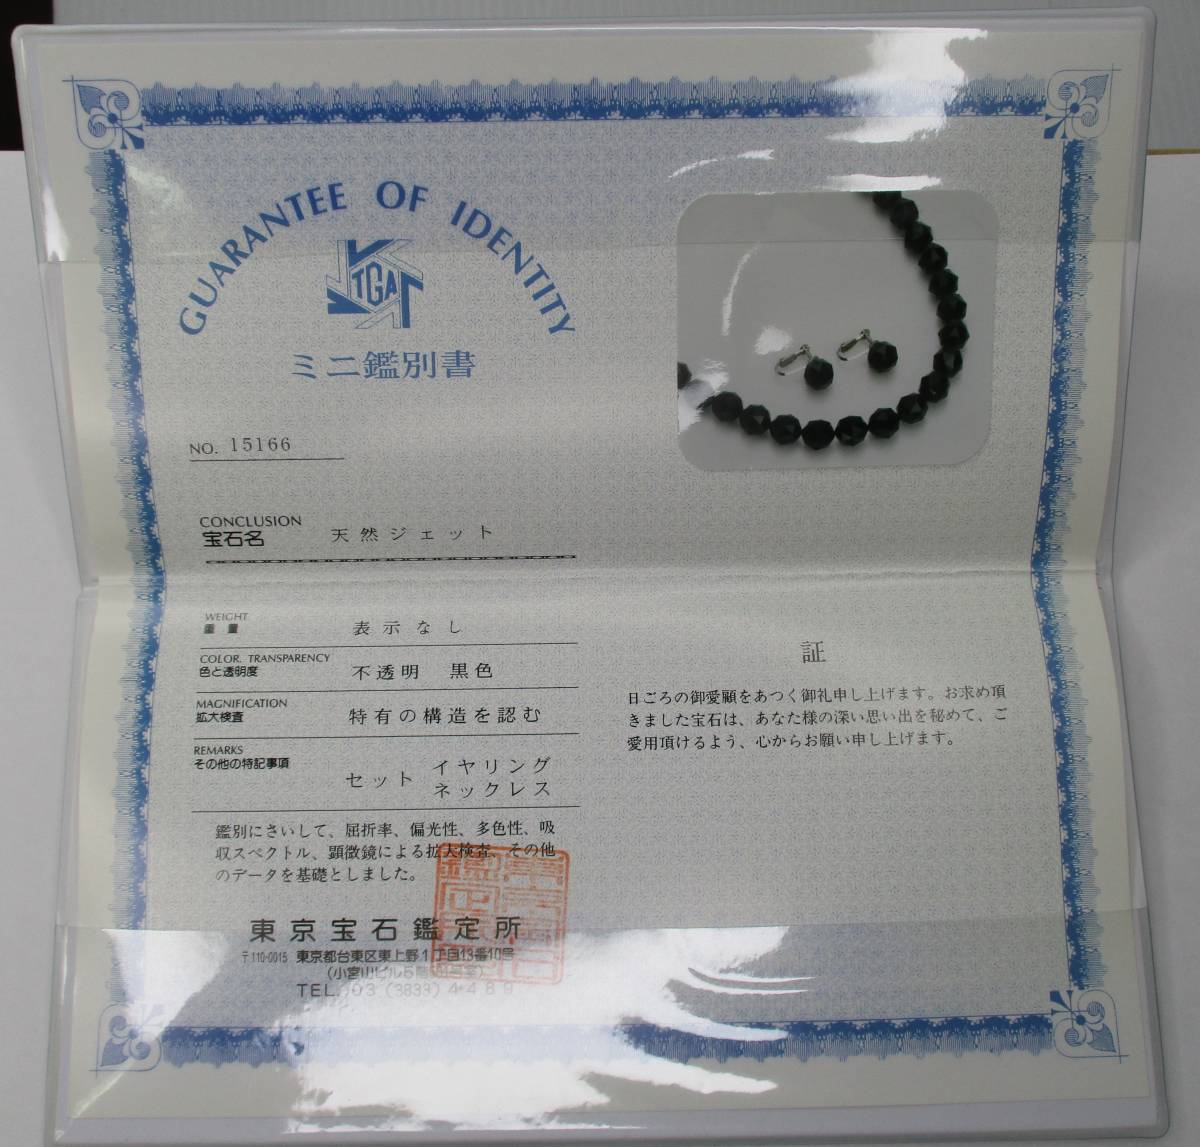 GUARANTEE OF IDENTITY
TGA
ミニ鑑別書
NO. 15166
CONCLUSION
宝石名 天然ジェット
WEIGHT
重量 表示なし
COLOR. TRANSPARENCY
色と透明度 不透明 黒色
MAGNIFICATION
拡大検査 特有の構造を認む
REMARKS
その他の特記事項
セット イヤリング
ネックレス
鑑別にさいして、屈折率、偏光性、多色性、吸
収スペクトル、顕微鏡による拡大検査、その他
のデータを基礎としました。
東京宝石鑑定所
〒110-0015 東京都台東区東上野1丁目13番10号
(小宮山ビル5階
TEL. 03 (3833) 4489
証
日ごろの御愛顧をあつく御礼申し上げます。お求め頂
きました宝石は、あなた様の深い思い出を秘めて、ご
愛用頂けるよう、心からお願い申し上げます。